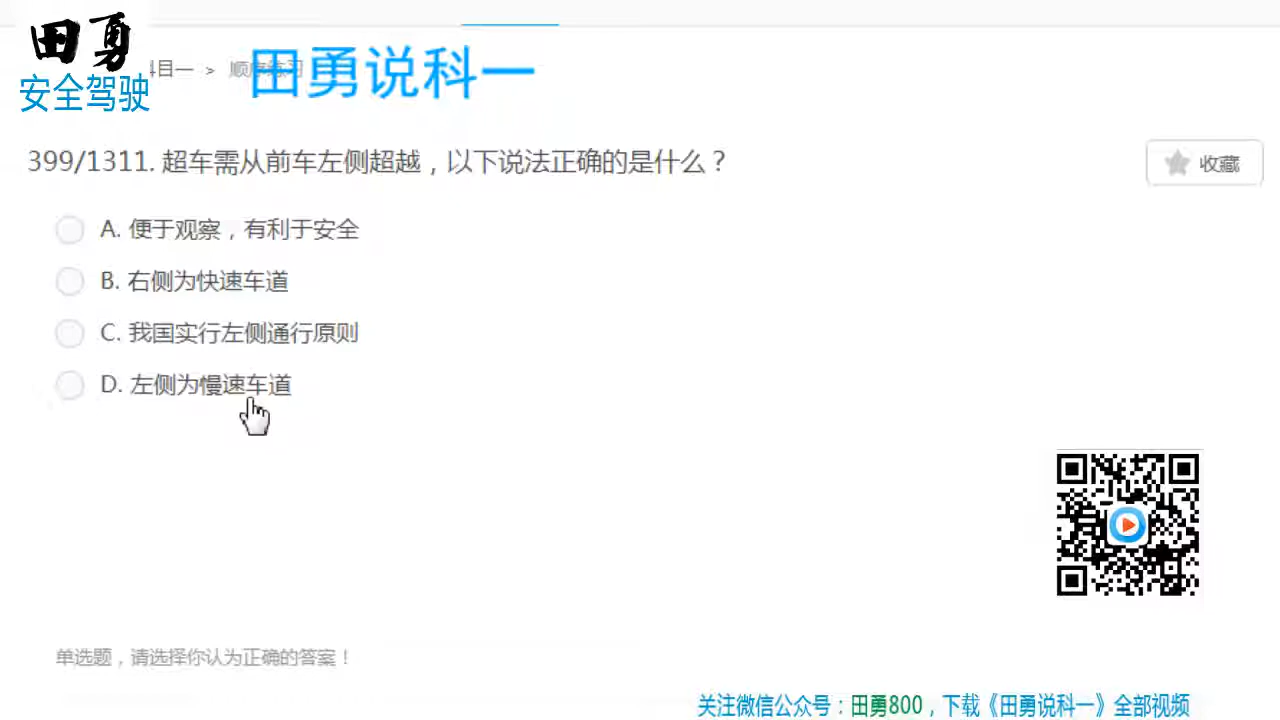 田勇
安全驾驶
科目一 > 顺序练习
田勇说科一
399/1311. 超车需从前车左侧超越，以下说法正确的是什么？
收藏
A. 便于观察，有利于安全
B. 右侧为快速车道
C. 我国实行左侧通行原则
D. 左侧为慢速车道
单选题，请选择你认为正确的答案！
关注微信公众号：田勇800，下载《田勇说科一》全部视频